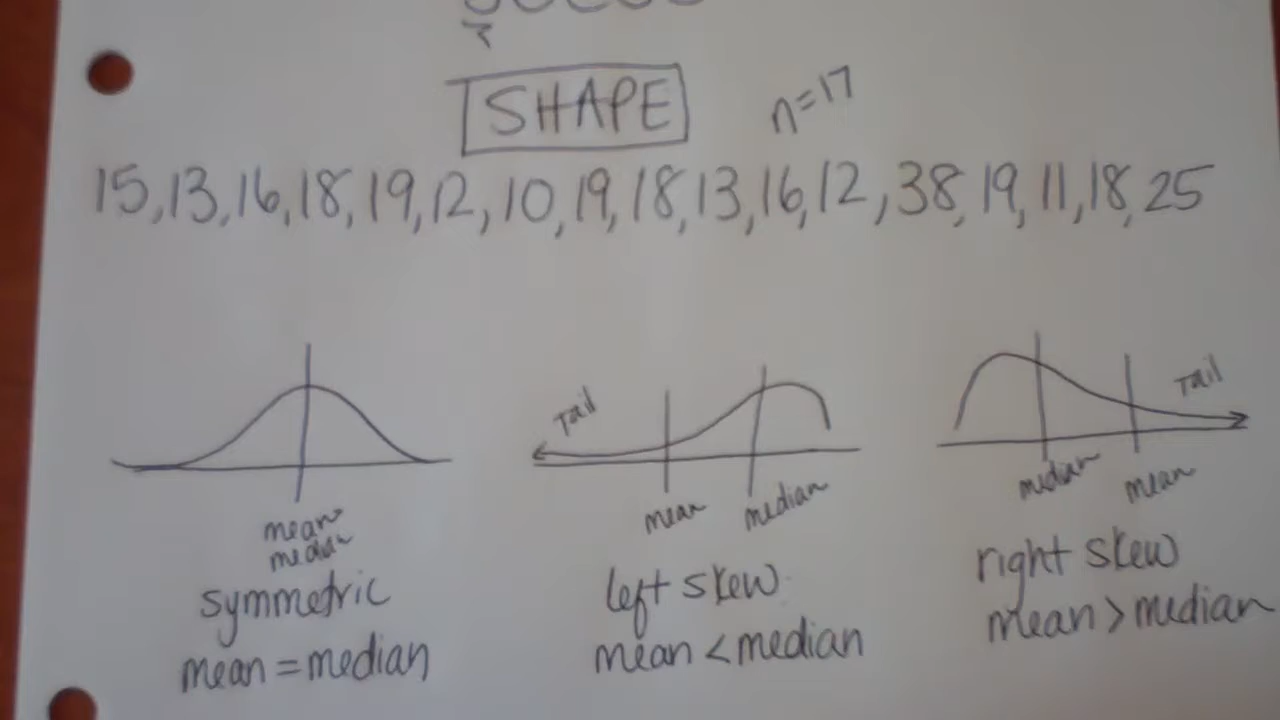 SHAPE
n=17
15, 13, 16, 18, 19, 12, 10, 19, 18, 13, 16, 12, 38, 19, 11, 18, 25
mean
median
symmetric
mean = median
Tail
mean
median
left skew
mean < median
Tail
median
mean
right skew
mean > median